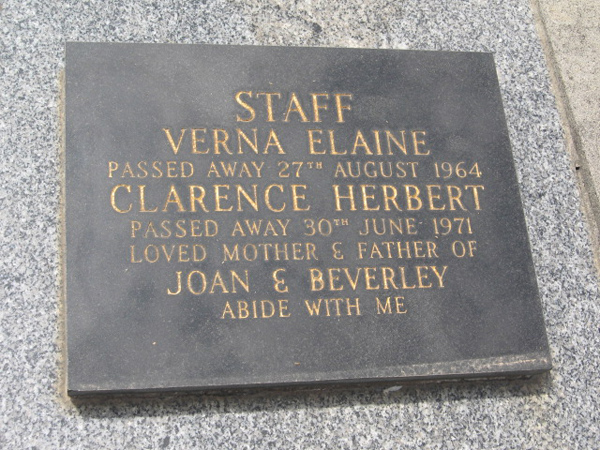 STAFF
VERNA ELAINE
PASSED AWAY 27TH AUGUST 1964
CLARENCE HERBERT
PASSED AWAY 30TH JUNE 1971
LOVED MOTHER & FATHER OF
JOAN & BEVERLEY
ABIDE WITH ME